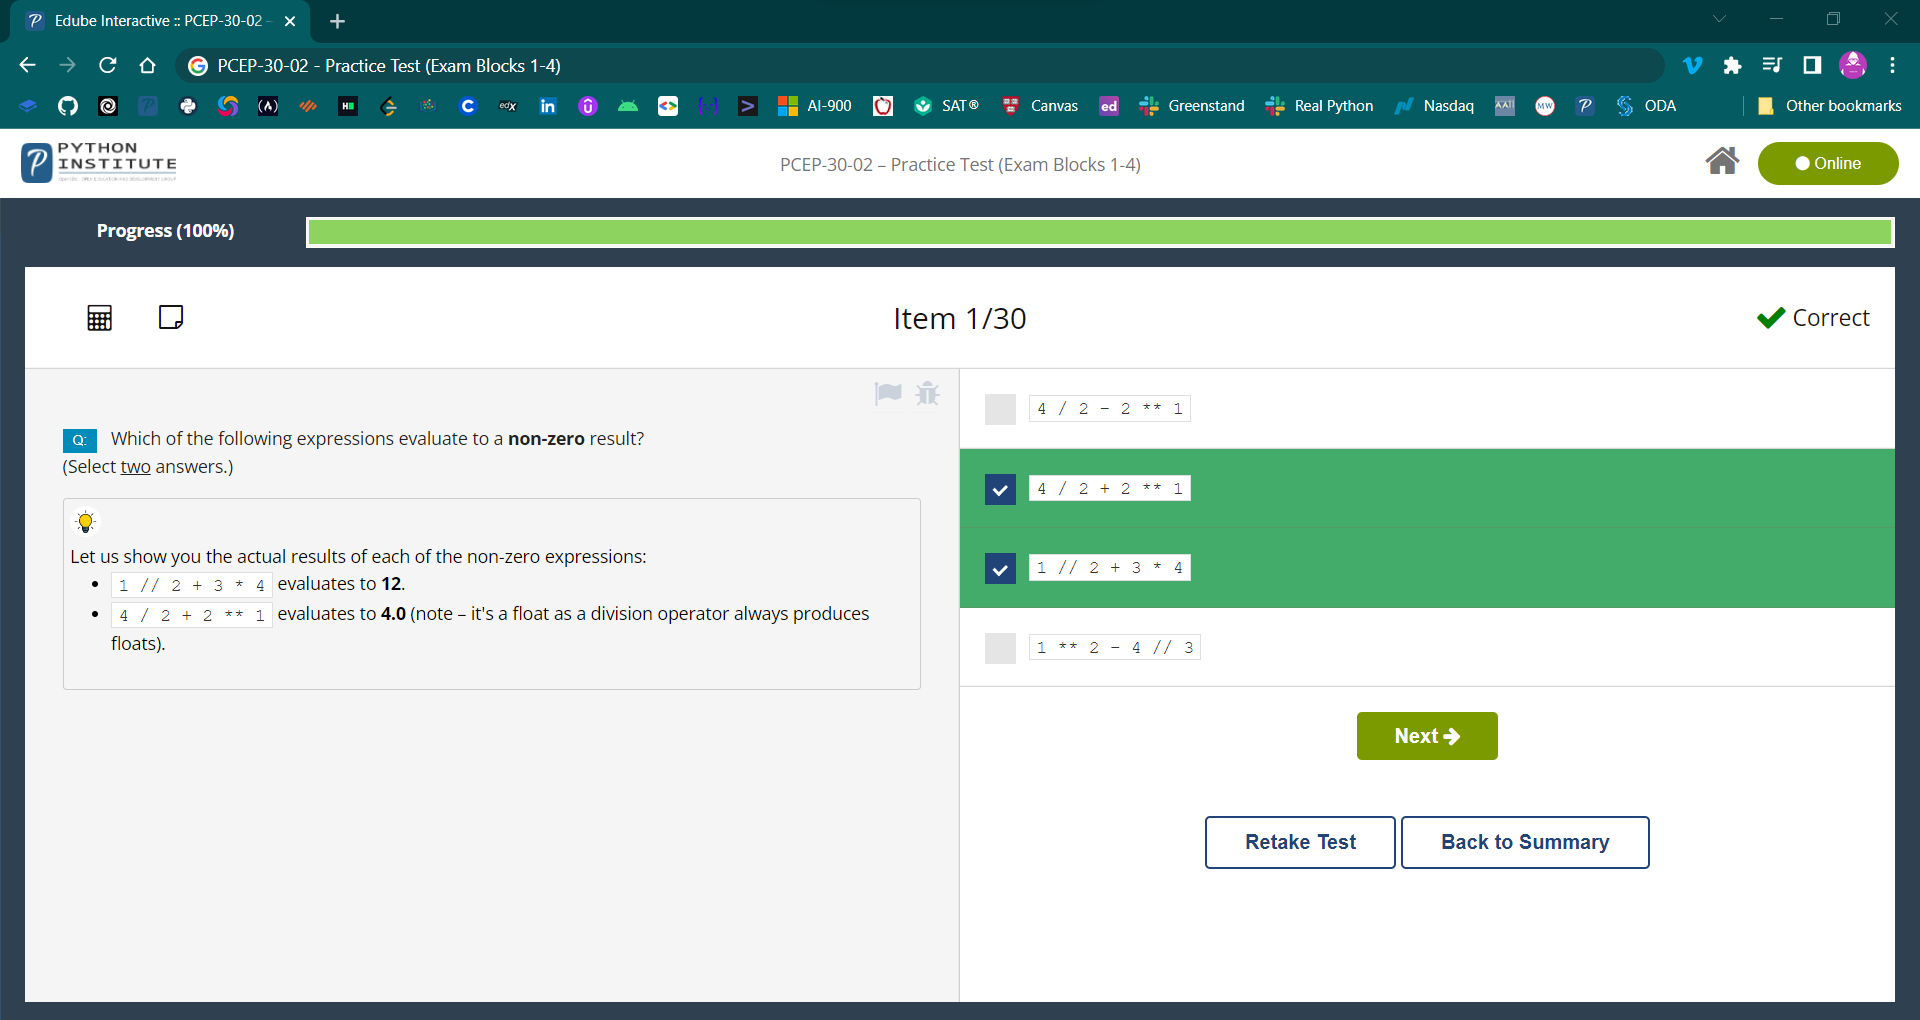 Edube Interactive :: PCEP-30-02 -
PCEP-30-02 - Practice Test (Exam Blocks 1-4)
AI-900
SAT®
Canvas
ed
Greenstand
Real Python
Nasdaq
MW
ODA
Other bookmarks
PYTHON
INSTITUTE
PCEP-30-02 – Practice Test (Exam Blocks 1-4)
Online
Progress (100%)
Item 1/30
Correct
Q: Which of the following expressions evaluate to a non-zero result?
(Select two answers.)
Let us show you the actual results of each of the non-zero expressions:
1 // 2 + 3 * 4 evaluates to 12.
4 / 2 + 2 ** 1 evaluates to 4.0 (note – it's a float as a division operator always produces
floats).
4 / 2 - 2 ** 1
4 / 2 + 2 ** 1
1 // 2 + 3 * 4
1 ** 2 - 4 // 3
Next
Retake Test
Back to Summary